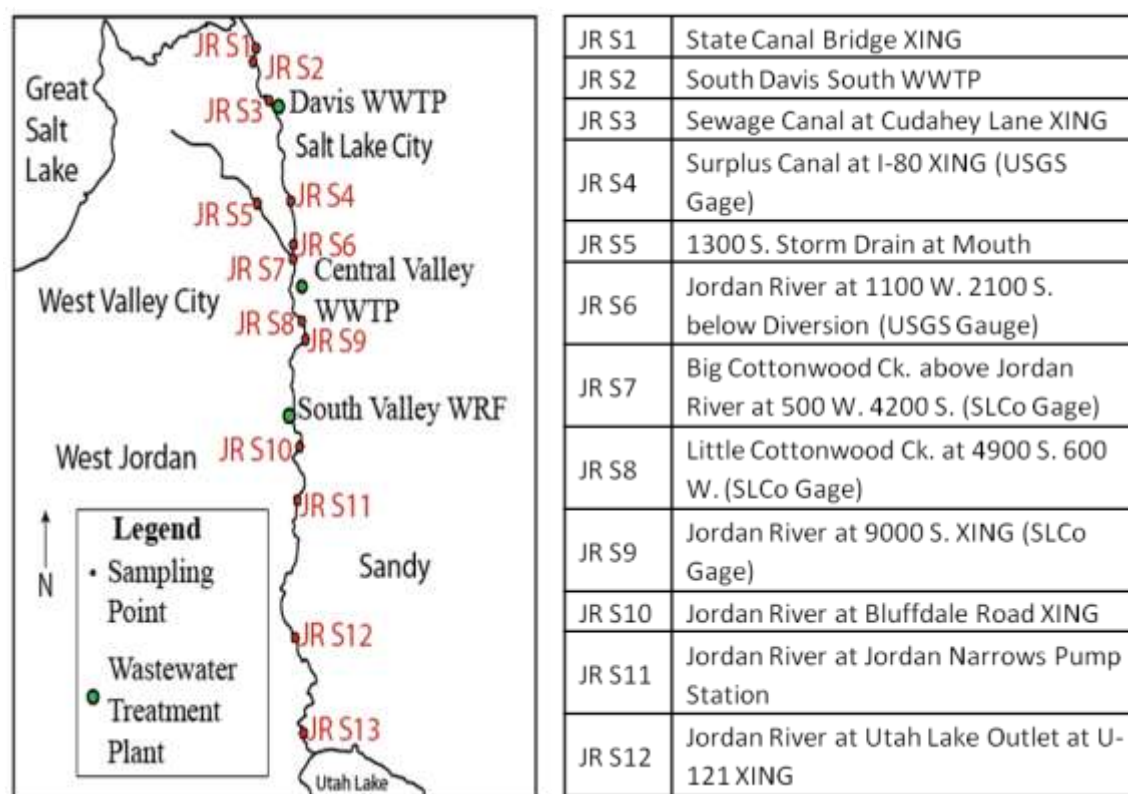 JR S1
JR S2
Great
Salt
Lake
JR S3
Davis WWTP
Salt Lake City
JR S4
JR S5
JR S6
JR S7
Central Valley
WWTP
West Valley City
JR S8
JR S9
South Valley WRF
JR S10
West Jordan
JR S11
Legend
Sampling
Point
Wastewater
Treatment
Plant
N
Sandy
JR S12
JR S13
Utah Lake
JR S1 State Canal Bridge XING
JR S2 South Davis South WWTP
JR S3 Sewage Canal at Cudahey Lane XING
JR S4 Surplus Canal at I-80 XING (USGS
Gage)
JR S5 1300 S. Storm Drain at Mouth
JR S6 Jordan River at 1100 W. 2100 S.
below Diversion (USGS Gauge)
JR S7 Big Cottonwood Ck. above Jordan
River at 500 W. 4200 S. (SLCo Gage)
JR S8 Little Cottonwood Ck. at 4900 S. 600
W. (SLCo Gage)
JR S9 Jordan River at 9000 S. XING (SLCo
Gage)
JR S10 Jordan River at Bluffdale Road XING
JR S11 Jordan River at Jordan Narrows Pump
Station
JR S12 Jordan River at Utah Lake Outlet at U-
121 XING